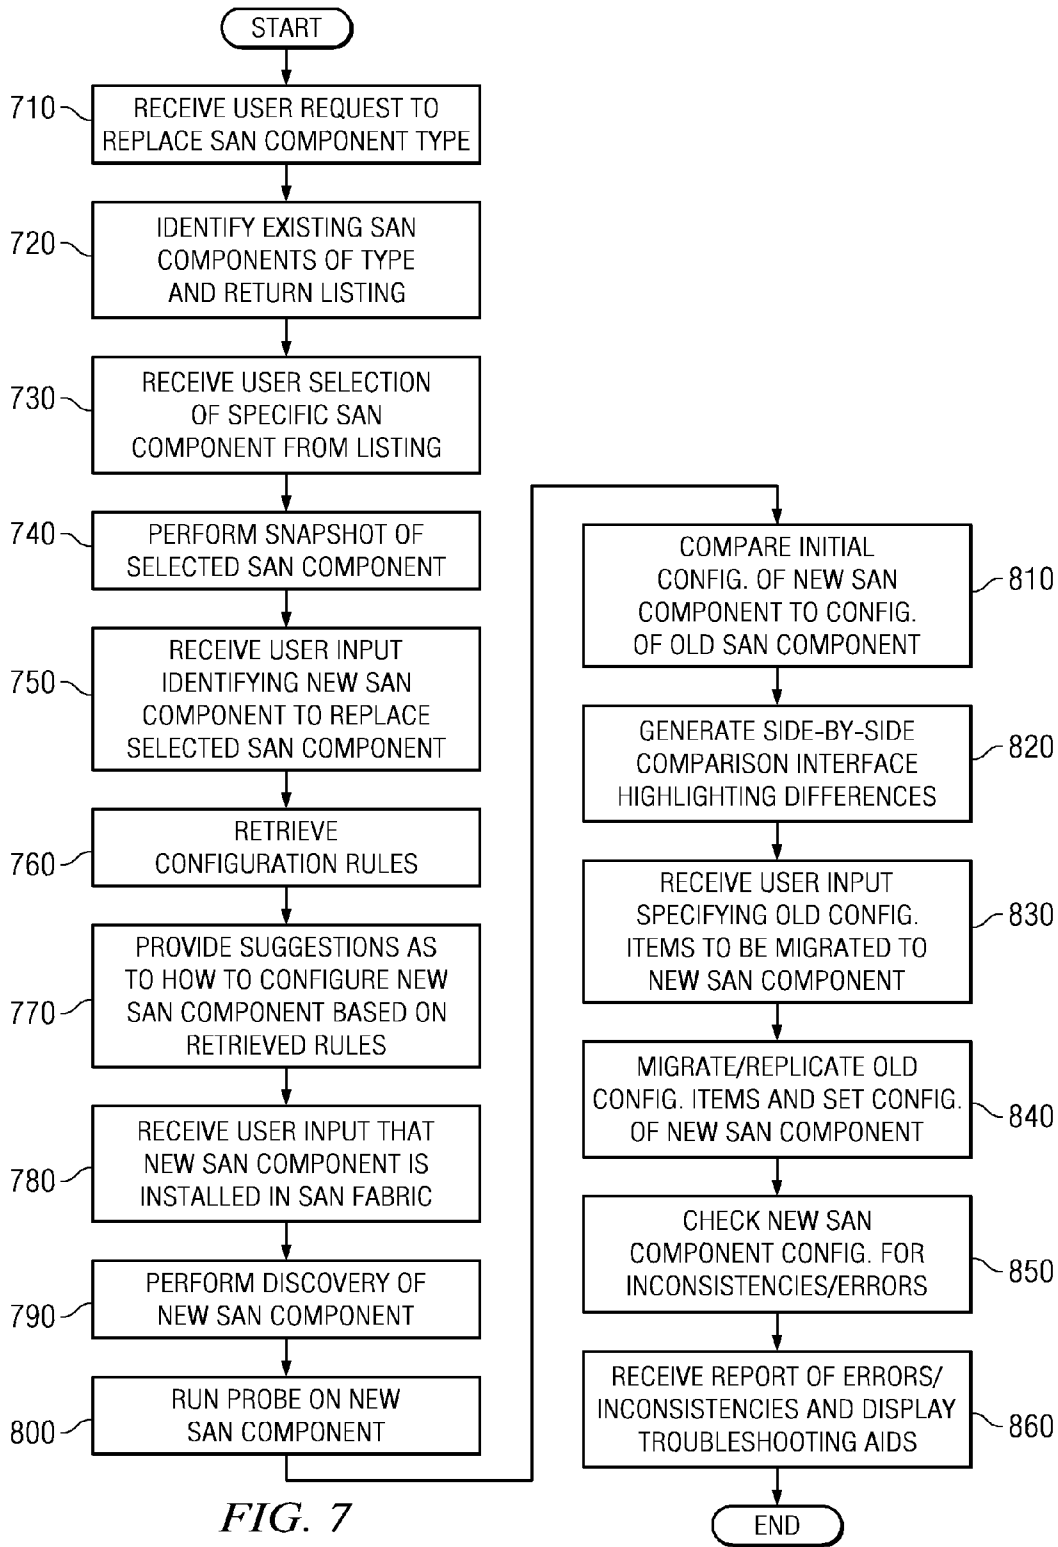 START
710
RECEIVE USER REQUEST TO
REPLACE SAN COMPONENT TYPE
720
IDENTIFY EXISTING SAN
COMPONENTS OF TYPE
AND RETURN LISTING
730
RECEIVE USER SELECTION
OF SPECIFIC SAN
COMPONENT FROM LISTING
740
PERFORM SNAPSHOT OF
SELECTED SAN COMPONENT
750
RECEIVE USER INPUT
IDENTIFYING NEW SAN
COMPONENT TO REPLACE
SELECTED SAN COMPONENT
760
RETRIEVE
CONFIGURATION RULES
770
PROVIDE SUGGESTIONS AS
TO HOW TO CONFIGURE NEW
SAN COMPONENT BASED ON
RETRIEVED RULES
780
RECEIVE USER INPUT THAT
NEW SAN COMPONENT IS
INSTALLED IN SAN FABRIC
790
PERFORM DISCOVERY OF
NEW SAN COMPONENT
800
RUN PROBE ON NEW
SAN COMPONENT
COMPARE INITIAL
CONFIG. OF NEW SAN
COMPONENT TO CONFIG.
OF OLD SAN COMPONENT
810
GENERATE SIDE-BY-SIDE
COMPARISON INTERFACE
HIGHLIGHTING DIFFERENCES
820
RECEIVE USER INPUT
SPECIFYING OLD CONFIG.
ITEMS TO BE MIGRATED TO
NEW SAN COMPONENT
830
MIGRATE/REPLICATE OLD
CONFIG. ITEMS AND SET CONFIG.
OF NEW SAN COMPONENT
840
CHECK NEW SAN
COMPONENT CONFIG. FOR
INCONSISTENCIES/ERRORS
850
RECEIVE REPORT OF ERRORS/
INCONSISTENCIES AND DISPLAY
TROUBLESHOOTING AIDS
860
END
FIG. 7